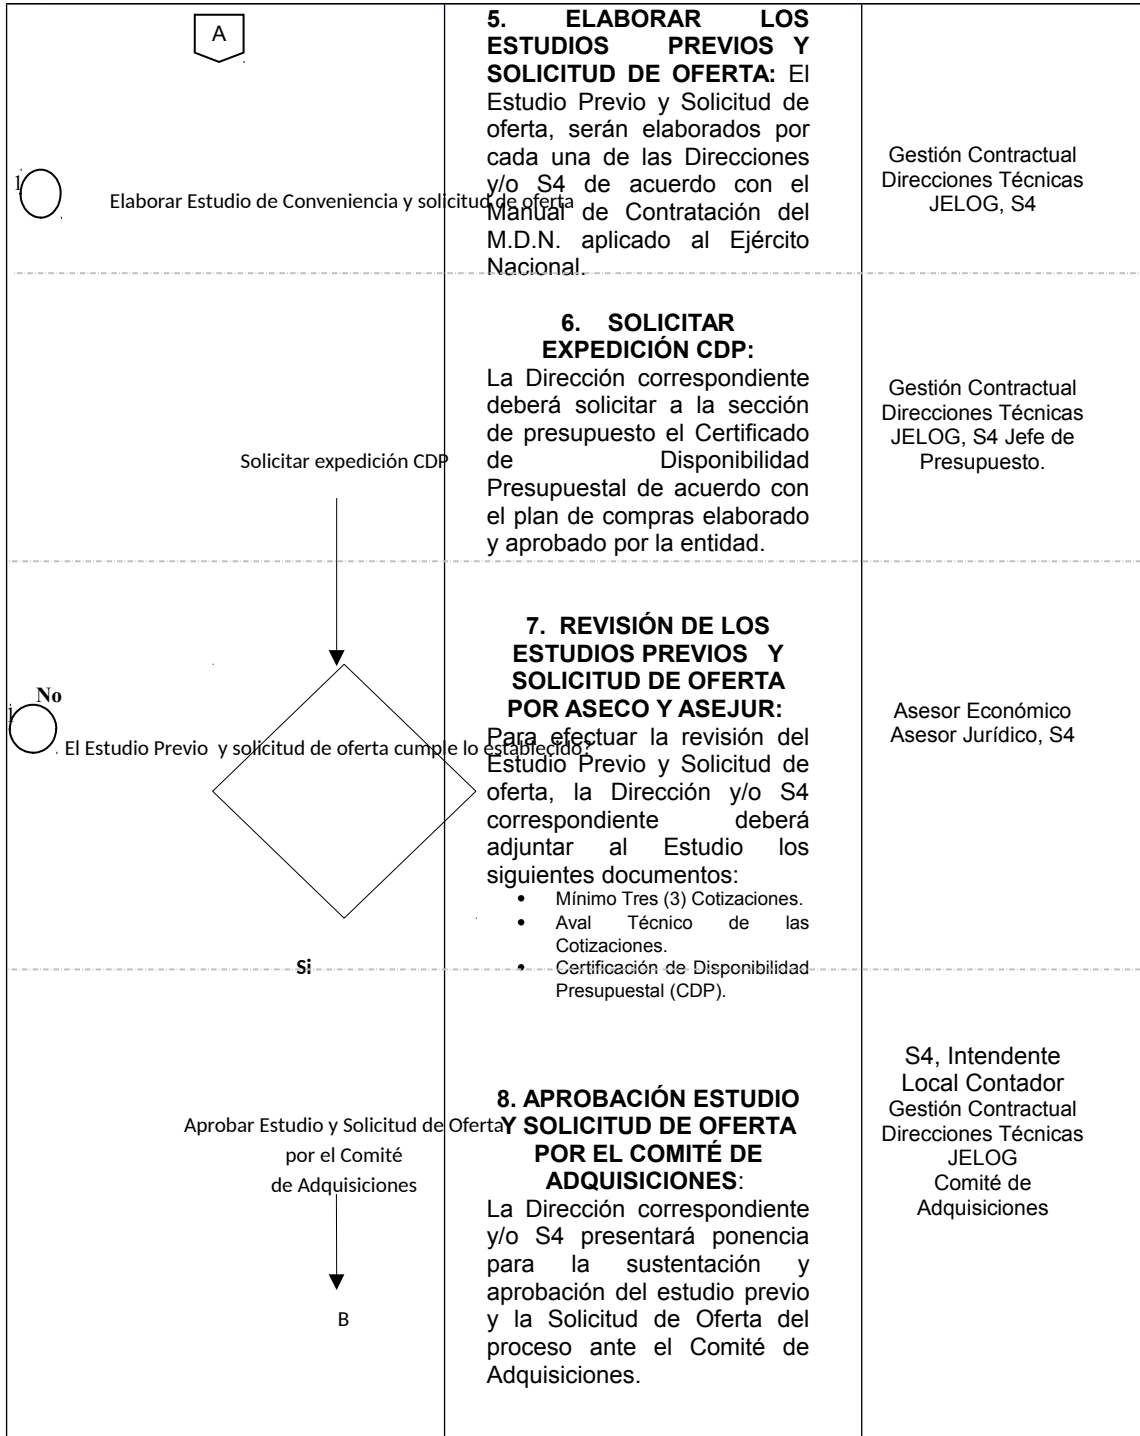 A
5. ELABORAR LOS
ESTUDIOS PREVIOS Y
SOLICITUD DE OFERTA: El
Estudio Previo y Solicitud de
oferta, serán elaborados por
cada una de las Direcciones
y/o S4 de acuerdo con el
Manual de Contratación del
M.D.N. aplicado al Ejército
Nacional.
1
Elaborar Estudio de Conveniencia y solicitud de oferta
Gestión Contractual
Direcciones Técnicas
JELOG, S4
6. SOLICITAR
EXPEDICIÓN CDP:
La Dirección correspondiente
deberá solicitar a la sección
de presupuesto el Certificado
de Disponibilidad
Presupuestal de acuerdo con
el plan de compras elaborado
y aprobado por la entidad.
Solicitar expedición CDP
Gestión Contractual
Direcciones Técnicas
JELOG, S4 Jefe de
Presupuesto.
7. REVISIÓN DE LOS
ESTUDIOS PREVIOS Y
SOLICITUD DE OFERTA
POR ASECO Y ASEJUR:
Para efectuar la revisión del
Estudio Previo y Solicitud de
oferta, la Dirección y/o S4
correspondiente deberá
adjuntar al Estudio los
siguientes documentos:
• Mínimo Tres (3) Cotizaciones.
• Aval Técnico de las
Cotizaciones.
• Certificación de Disponibilidad
Presupuestal (CDP).
No
1
El Estudio Previo y solicitud de oferta cumple lo establecido?
Si
Asesor Económico
Asesor Jurídico, S4
Aprobar Estudio y Solicitud de Oferta
por el Comité
de Adquisiciones
B
8. APROBACIÓN ESTUDIO
Y SOLICITUD DE OFERTA
POR EL COMITÉ DE
ADQUISICIONES:
La Dirección correspondiente
y/o S4 presentará ponencia
para la sustentación y
aprobación del estudio previo
y la Solicitud de Oferta del
proceso ante el Comité de
Adquisiciones.
S4, Intendente
Local Contador
Gestión Contractual
Direcciones Técnicas
JELOG
Comité de
Adquisiciones